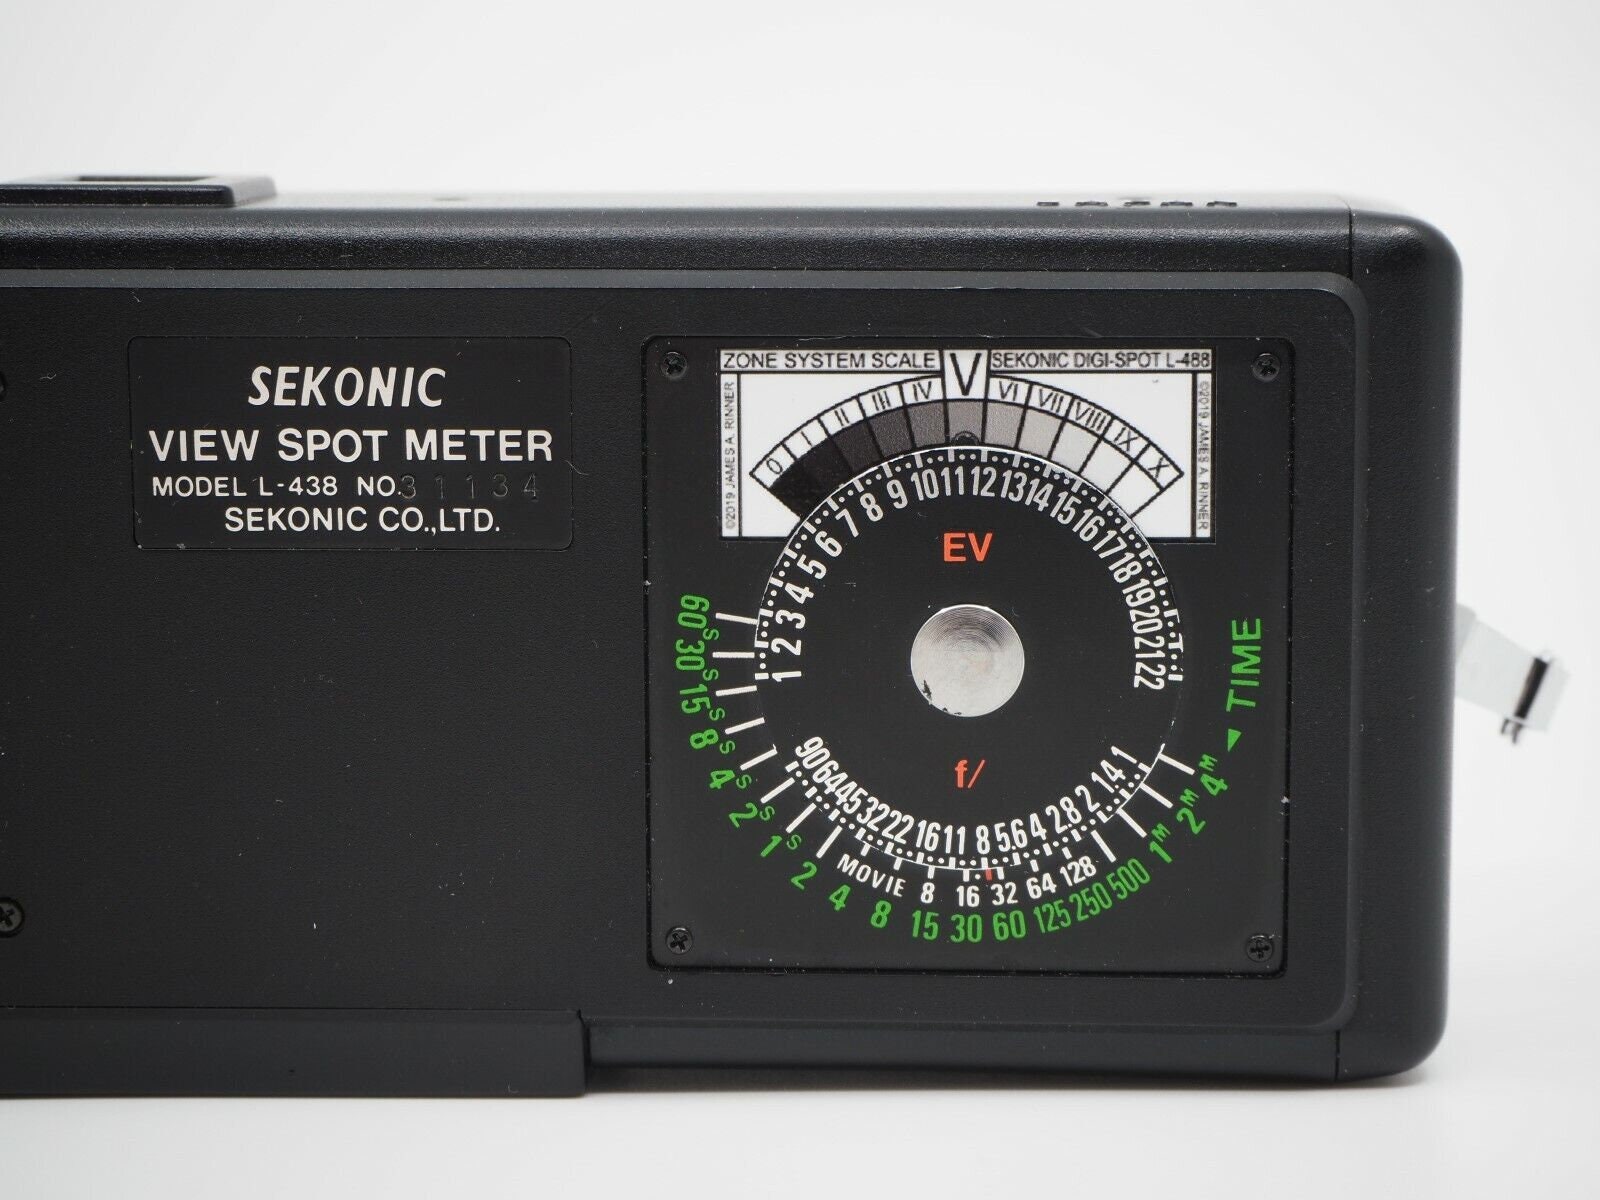 SEKONIC
VIEW SPOT METER
MODEL L-438 NO.31134
SEKONIC CO.,LTD.
ZONE SYSTEM SCALE
V
SEKONIC DIGI-SPOT L-488
©2019 JAMES A. RINNER
0 I II III IV VI VII VIII IX X
©2019 JAMES A. RINNER
1 2 3 4 5 6 7 8 9 10 11 12 13 14 15 16 17 18 19 20 21 22
EV
f/
90 64 45 32 22 16 11 8 5.6 4 2.8 2 1.4 1
MOVIE 8 16 32 64 128
60S 30S 15S 8S 4S 2S 1S 2 4 8 15 30 60 125 250 500 1M 2M 4M
◄ TIME